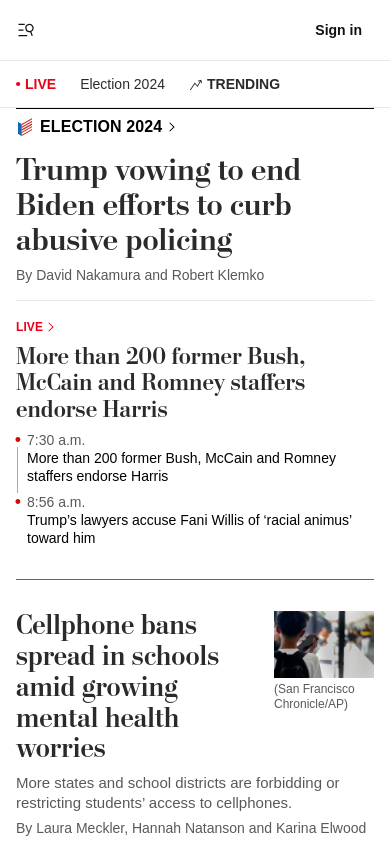 Sign in
LIVE
Election 2024
TRENDING
ELECTION 2024
Trump vowing to end
Biden efforts to curb
abusive policing
By David Nakamura and Robert Klemko
LIVE
More than 200 former Bush,
McCain and Romney staffers
endorse Harris
7:30 a.m.
More than 200 former Bush, McCain and Romney
staffers endorse Harris
8:56 a.m.
Trump’s lawyers accuse Fani Willis of ‘racial animus’
toward him
Cellphone bans
spread in schools
amid growing
mental health
worries
(San Francisco
Chronicle/AP)
More states and school districts are forbidding or
restricting students’ access to cellphones.
By Laura Meckler, Hannah Natanson and Karina Elwood